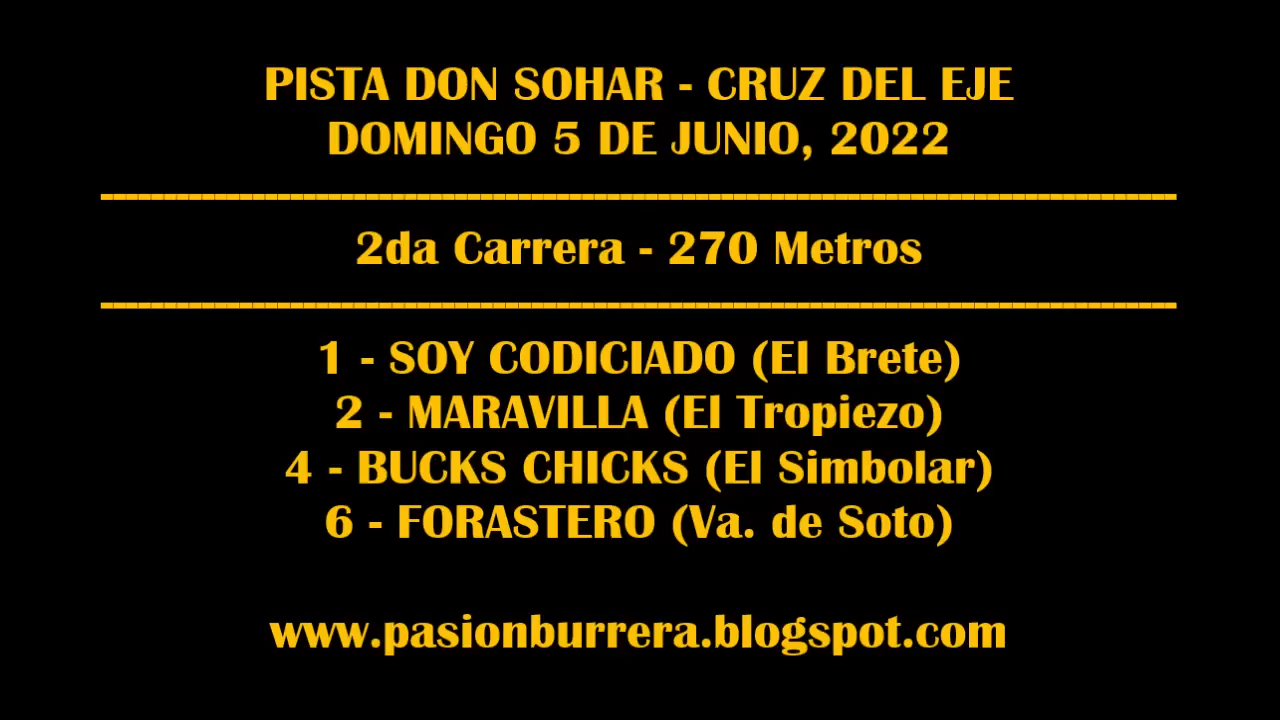 PISTA DON SOHAR - CRUZ DEL EJE
DOMINGO 5 DE JUNIO, 2022
2da Carrera - 270 Metros
1 - SOY CODICIADO (El Brete)
2 - MARAVILLA (El Tropiezo)
4 - BUCKS CHICKS (El Simbolar)
6 - FORASTERO (Va. de Soto)
www.pasionburrera.blogspot.com